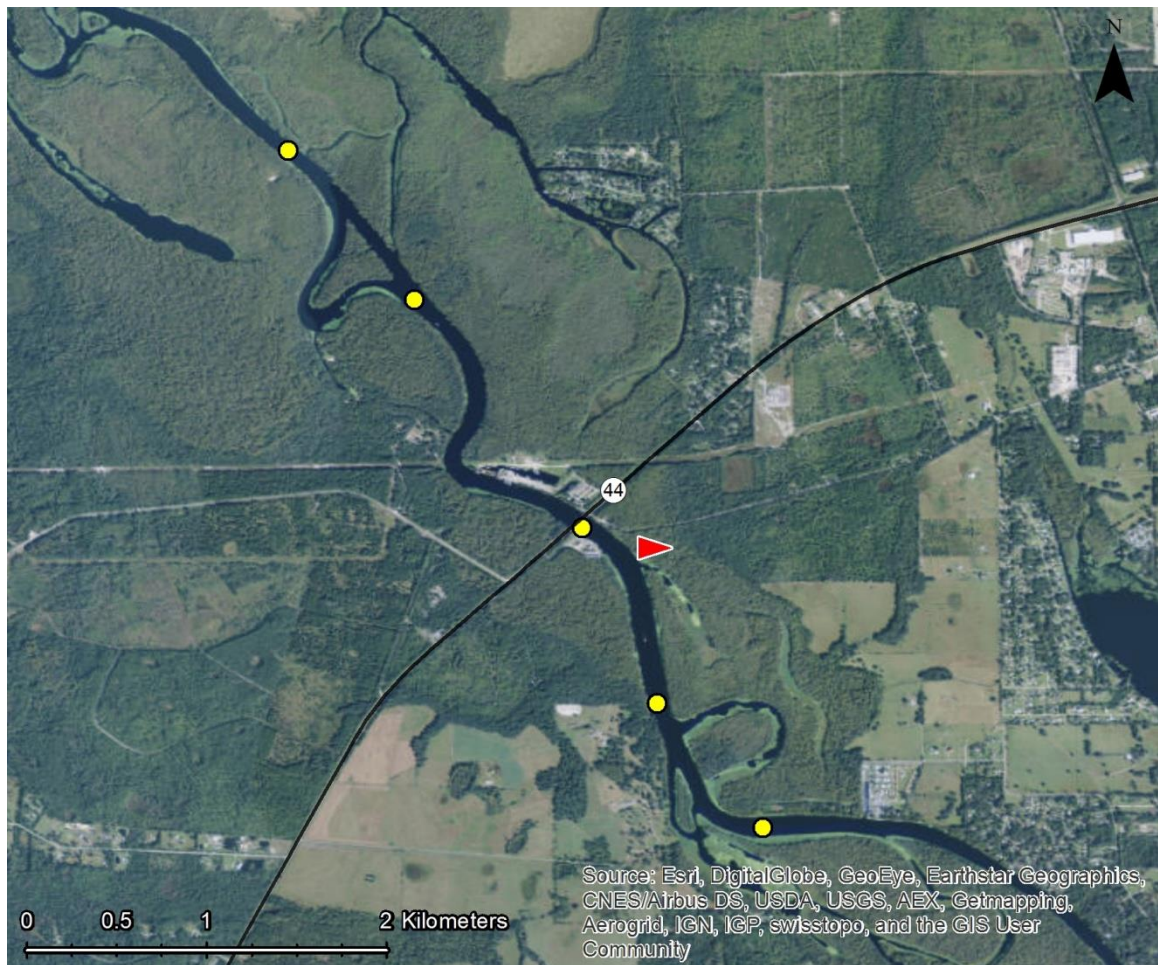 N
44
Source: Esri, DigitalGlobe, GeoEye, Earthstar Geographics,
CNES/Airbus DS, USDA, USGS, AEX, Getmapping,
Aerogrid, IGN, IGP, swisstopo, and the GIS User
Community
0 0.5 1 2 Kilometers